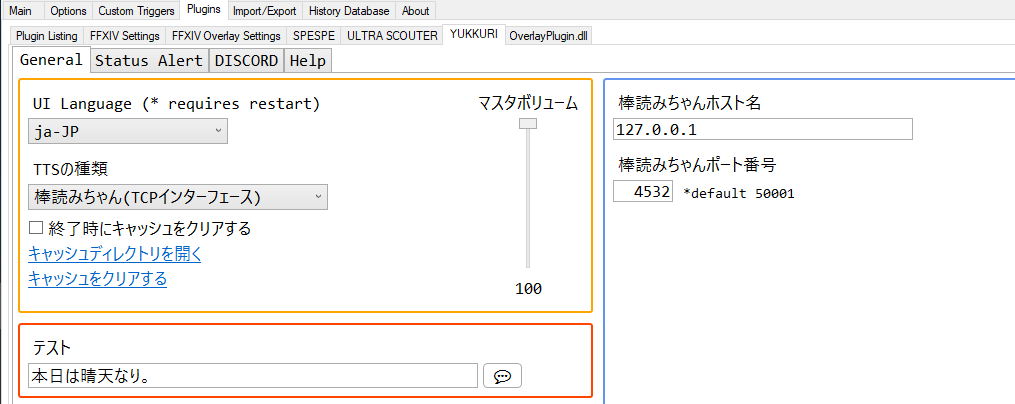 Main Options Custom Triggers Plugins Import/Export History Database About
Plugin Listing FFXIV Settings FFXIV Overlay Settings SPESPE ULTRA SCOUTER YUKKURI OverlayPlugin.dll
General Status Alert DISCORD Help
UI Language (* requires restart)
ja-JP
TTSの種類
棒読みちゃん(TCPインターフェース)
終了時にキャッシュをクリアする
キャッシュディレクトリを開く
キャッシュをクリアする
マスタボリューム
100
テスト
本日は晴天なり。
棒読みちゃんホスト名
127.0.0.1
棒読みちゃんポート番号
4532 *default 50001